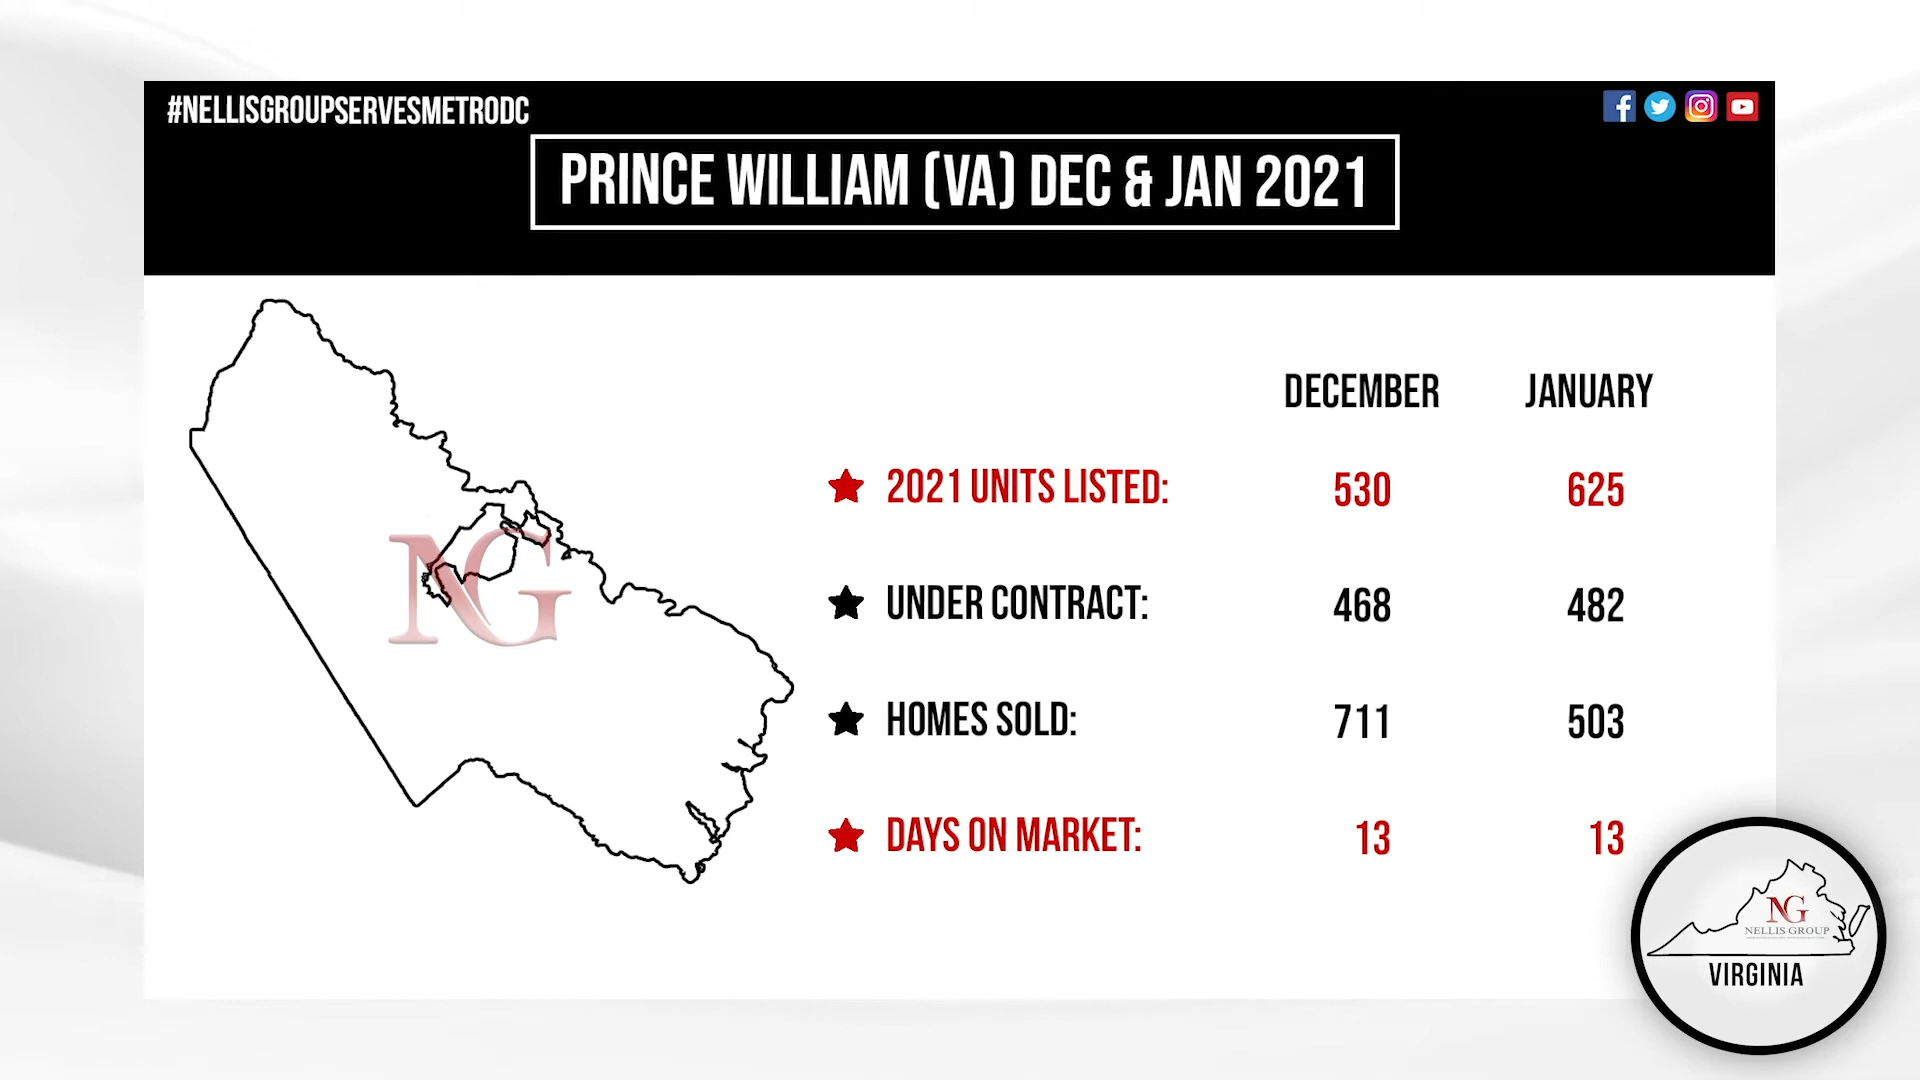 #NELLISGROUPSERVESMETRODC
PRINCE WILLIAM (VA) DEC & JAN 2021
DECEMBER JANUARY
2021 UNITS LISTED: 530 625
UNDER CONTRACT: 468 482
HOMES SOLD: 711 503
DAYS ON MARKET: 13 13
NG
NG
NELLIS GROUP
VIRGINIA